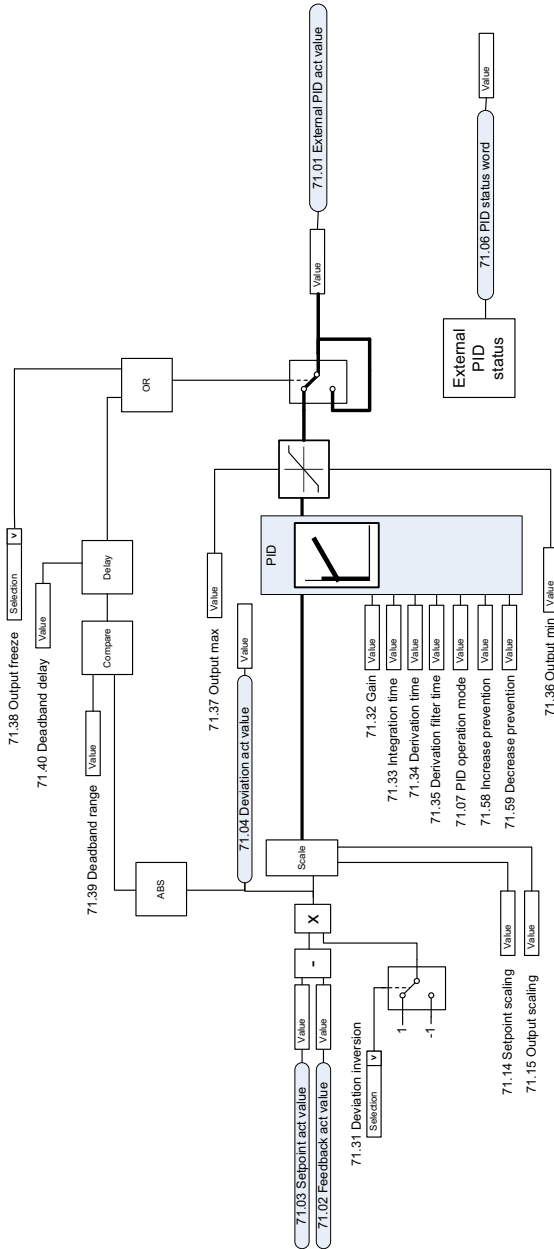 71.38 Output freeze
Selection v
71.40 Deadband delay
Value
71.39 Deadband range
Value
Compare
Delay
OR
ABS
71.37 Output max
Value
71.04 Deviation act value
Value
71.03 Setpoint act value
Value
71.02 Feedback act value
Value
-
X
Scale
PID
Value
71.01 External PID act value
71.31 Deviation inversion
Selection v
1
-1
71.14 Setpoint scaling
Value
71.15 Output scaling
Value
71.32 Gain
Value
71.33 Integration time
Value
71.34 Derivation time
Value
71.35 Derivation filter time
Value
71.07 PID operation mode
Value
71.58 Increase prevention
Value
71.59 Decrease prevention
Value
71.36 Output min
Value
External
PID
status
71.06 PID status word
Value